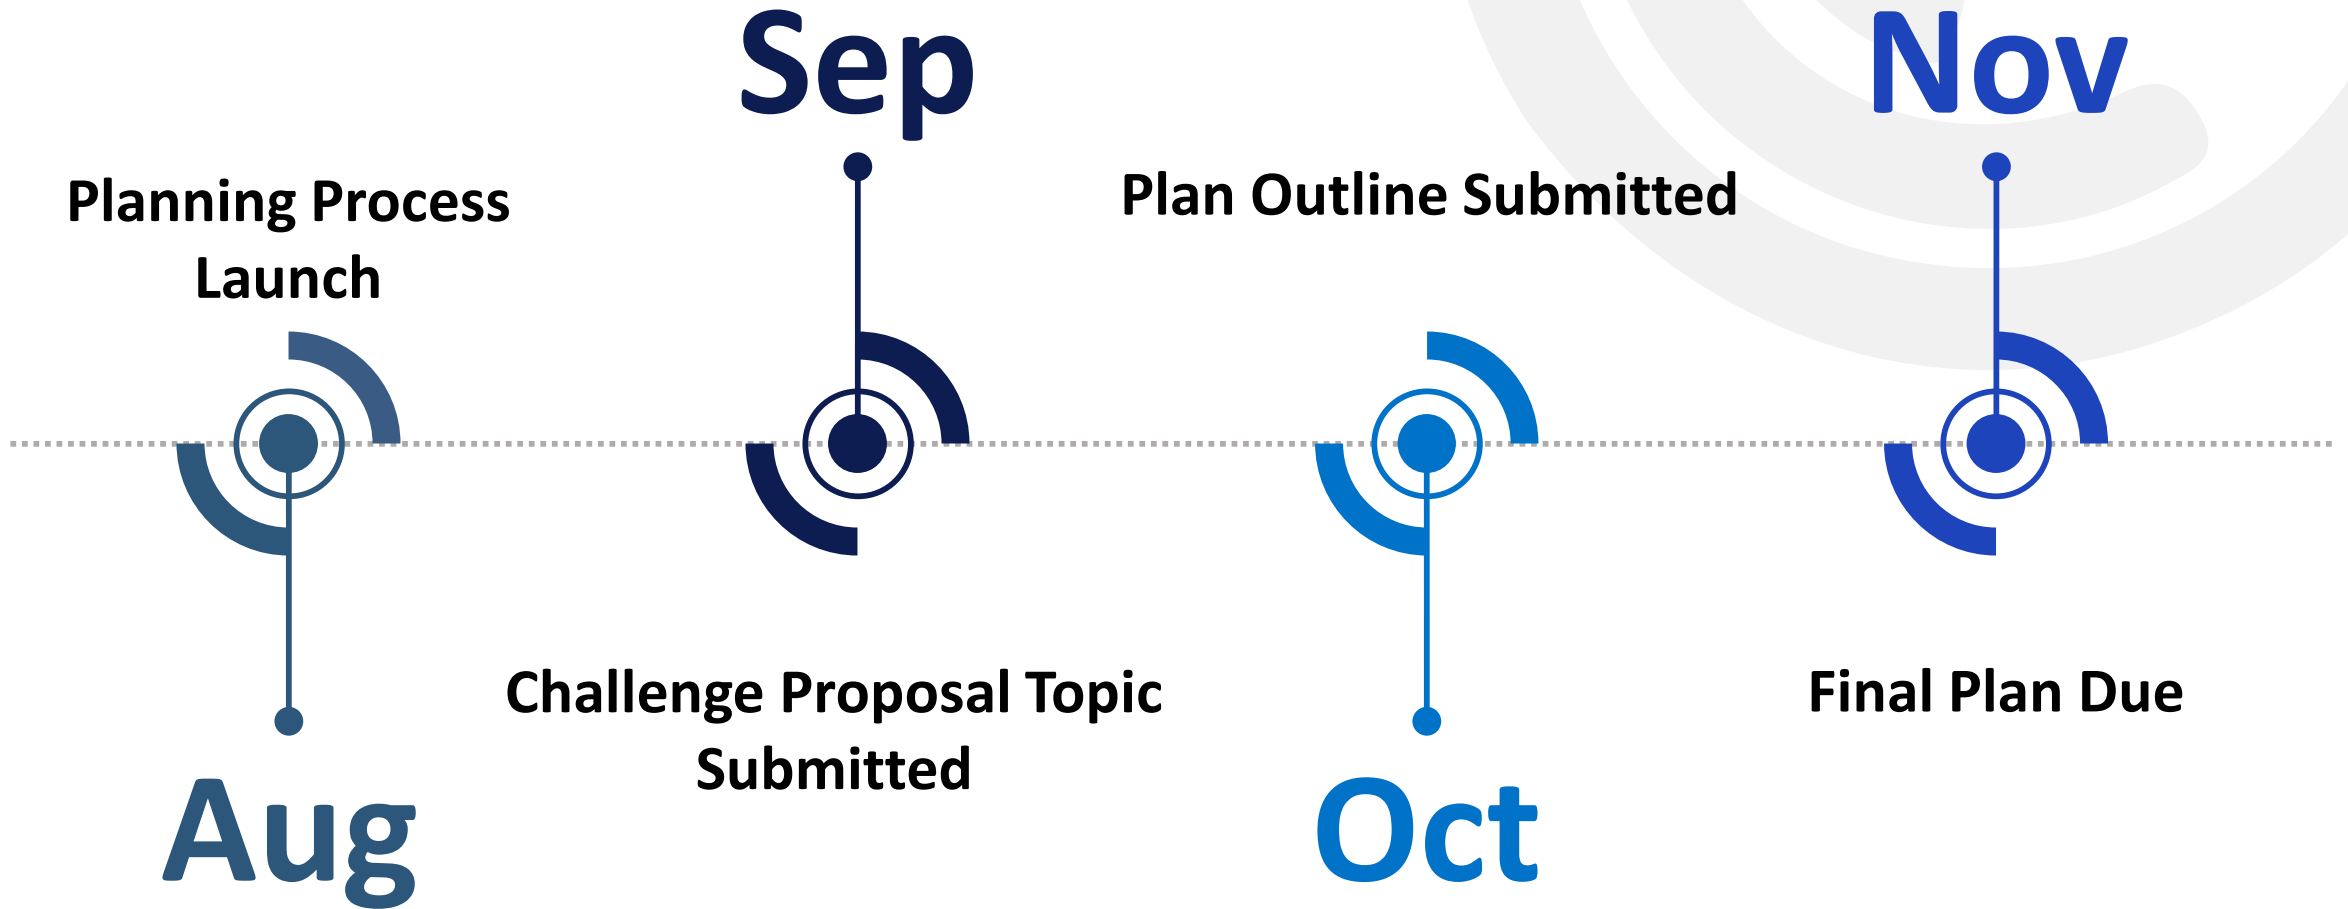 Sep
Nov
Planning Process
Launch
Plan Outline Submitted
Challenge Proposal Topic
Submitted
Final Plan Due
Aug
Oct